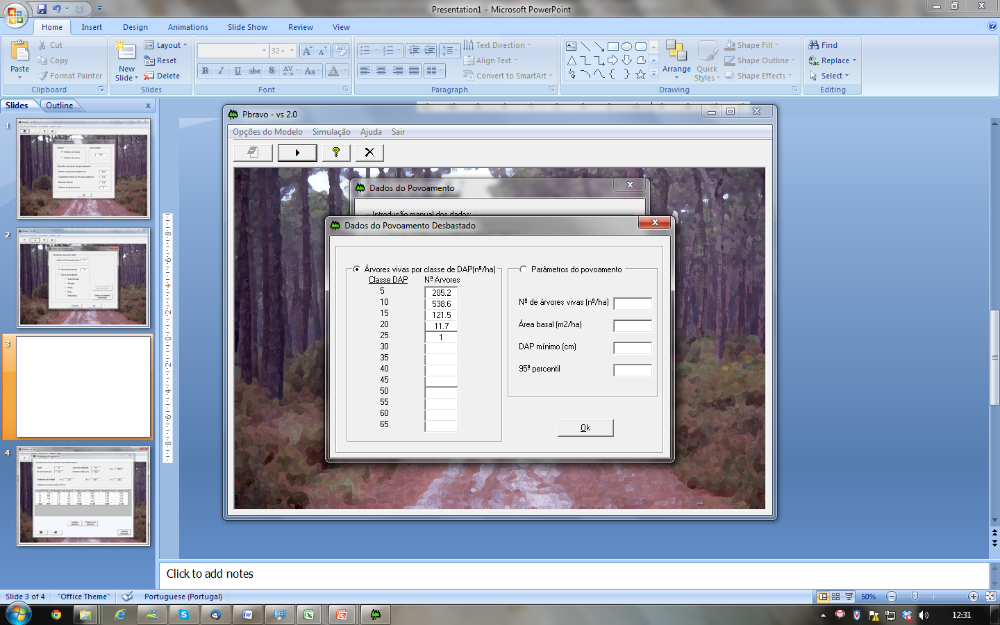 Presentation1 - Microsoft PowerPoint
Home Insert Design Animations Slide Show Review View
Paste
Cut
Copy
Format Painter
Clipboard
New Slide
Layout
Reset
Delete
Slides
32
B I U abc S AV Aa A
Font
Text Direction
Align Text
Convert to SmartArt
Paragraph
Arrange
Quick Styles
Shape Fill
Shape Outline
Shape Effects
Drawing
Find
Replace
Select
Editing
Slides Outline x
1
2
3
4
Pbravo - vs 2.0
Opções do Modelo Simulação Ajuda Sair
Dados do Povoamento
Introdução manual dos dados:
Dados do Povoamento Desbastado
Árvores vivas por classe de DAP(nº/ha)
Classe DAP Nº Árvores
5 205.2
10 538.6
15 121.5
20 11.7
25 1
30
35
40
45
50
55
60
65
Parâmetros do povoamento
Nº de árvores vivas (nº/ha)
Área basal (m2/ha)
DAP mínimo (cm)
95º percentil
Ok
Click to add notes
Slide 3 of 4 "Office Theme" Portuguese (Portugal) 50%
12:31